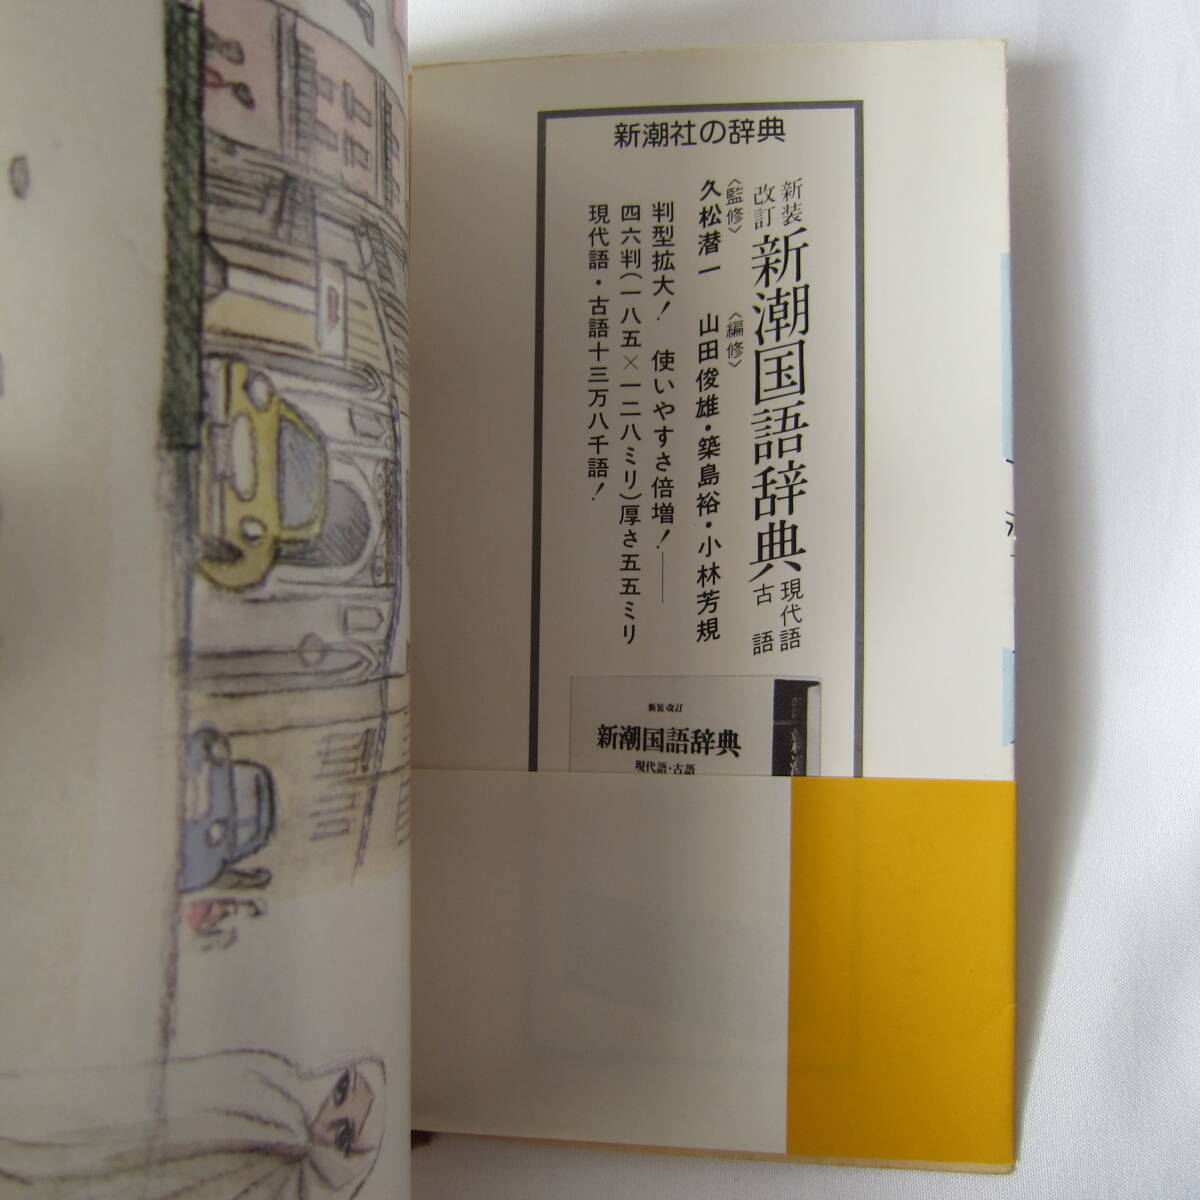 新潮社の辞典
新装
改訂
新潮国語辞典
現代語
古語
〈監修〉
久松潜一
〈編修〉
山田俊雄・築島裕・小林芳規
判型拡大！　使いやすさ倍増！――
四六判（一八五×一二八ミリ）厚さ五五ミリ
現代語・古語十三万八千語！
新装改訂
新潮国語辞典
現代語・古語